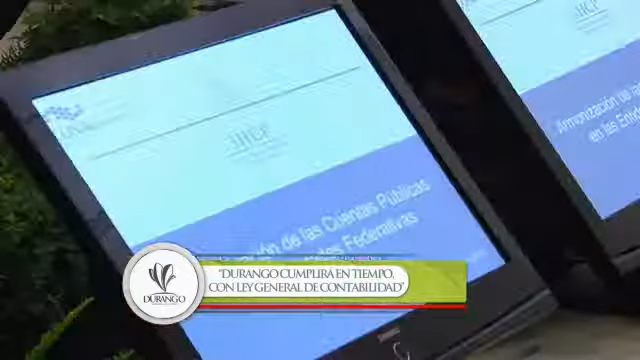 SHCP
Armonización de las
en las Entid
de las Cuentas Públicas
Federativas
"DURANGO CUMPLIRÁ EN TIEMPO,
CON LEY GENERAL DE CONTABILIDAD"
DURANGO